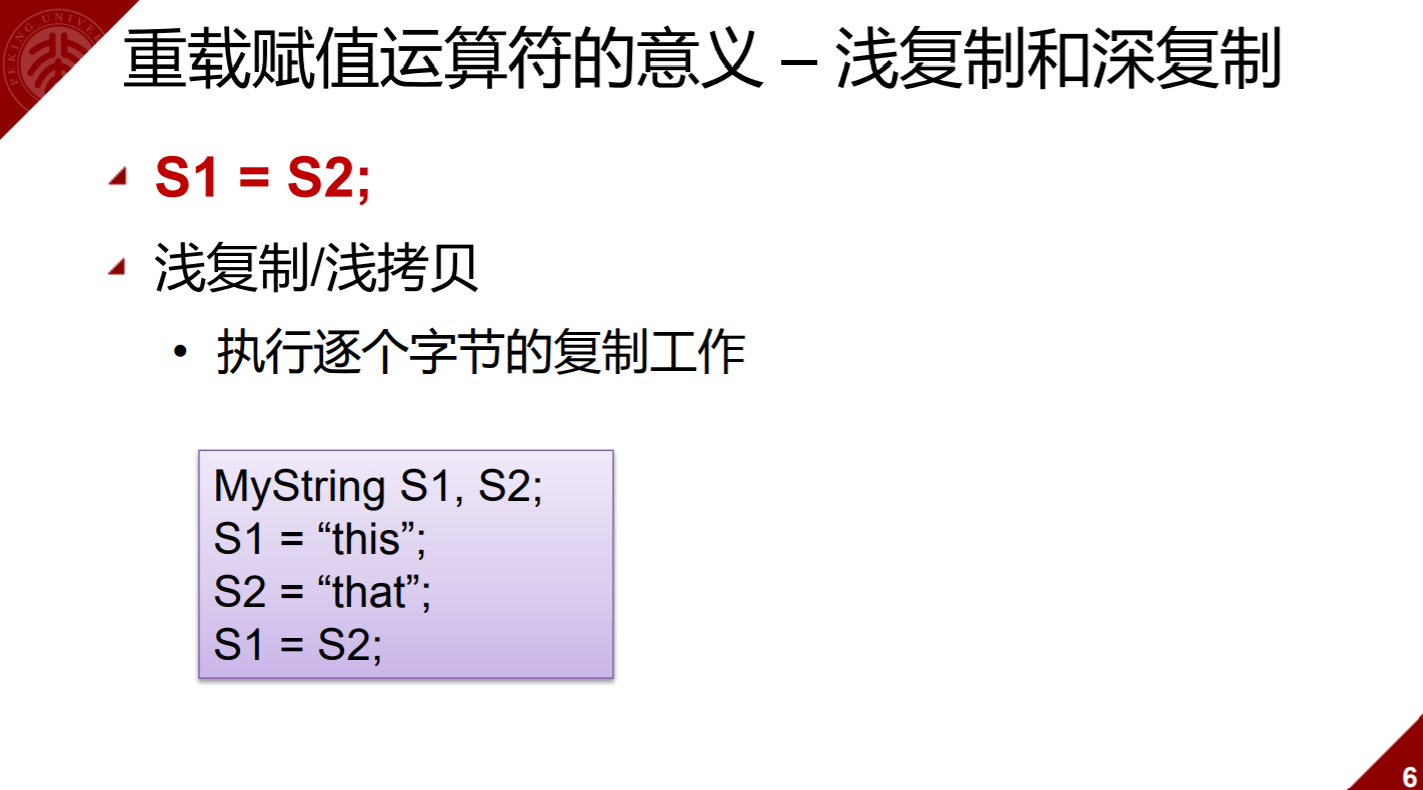 重载赋值运算符的意义 – 浅复制和深复制
S1 = S2;
浅复制/浅拷贝
• 执行逐个字节的复制工作
MyString S1, S2;
S1 = “this”;
S2 = “that”;
S1 = S2;
6